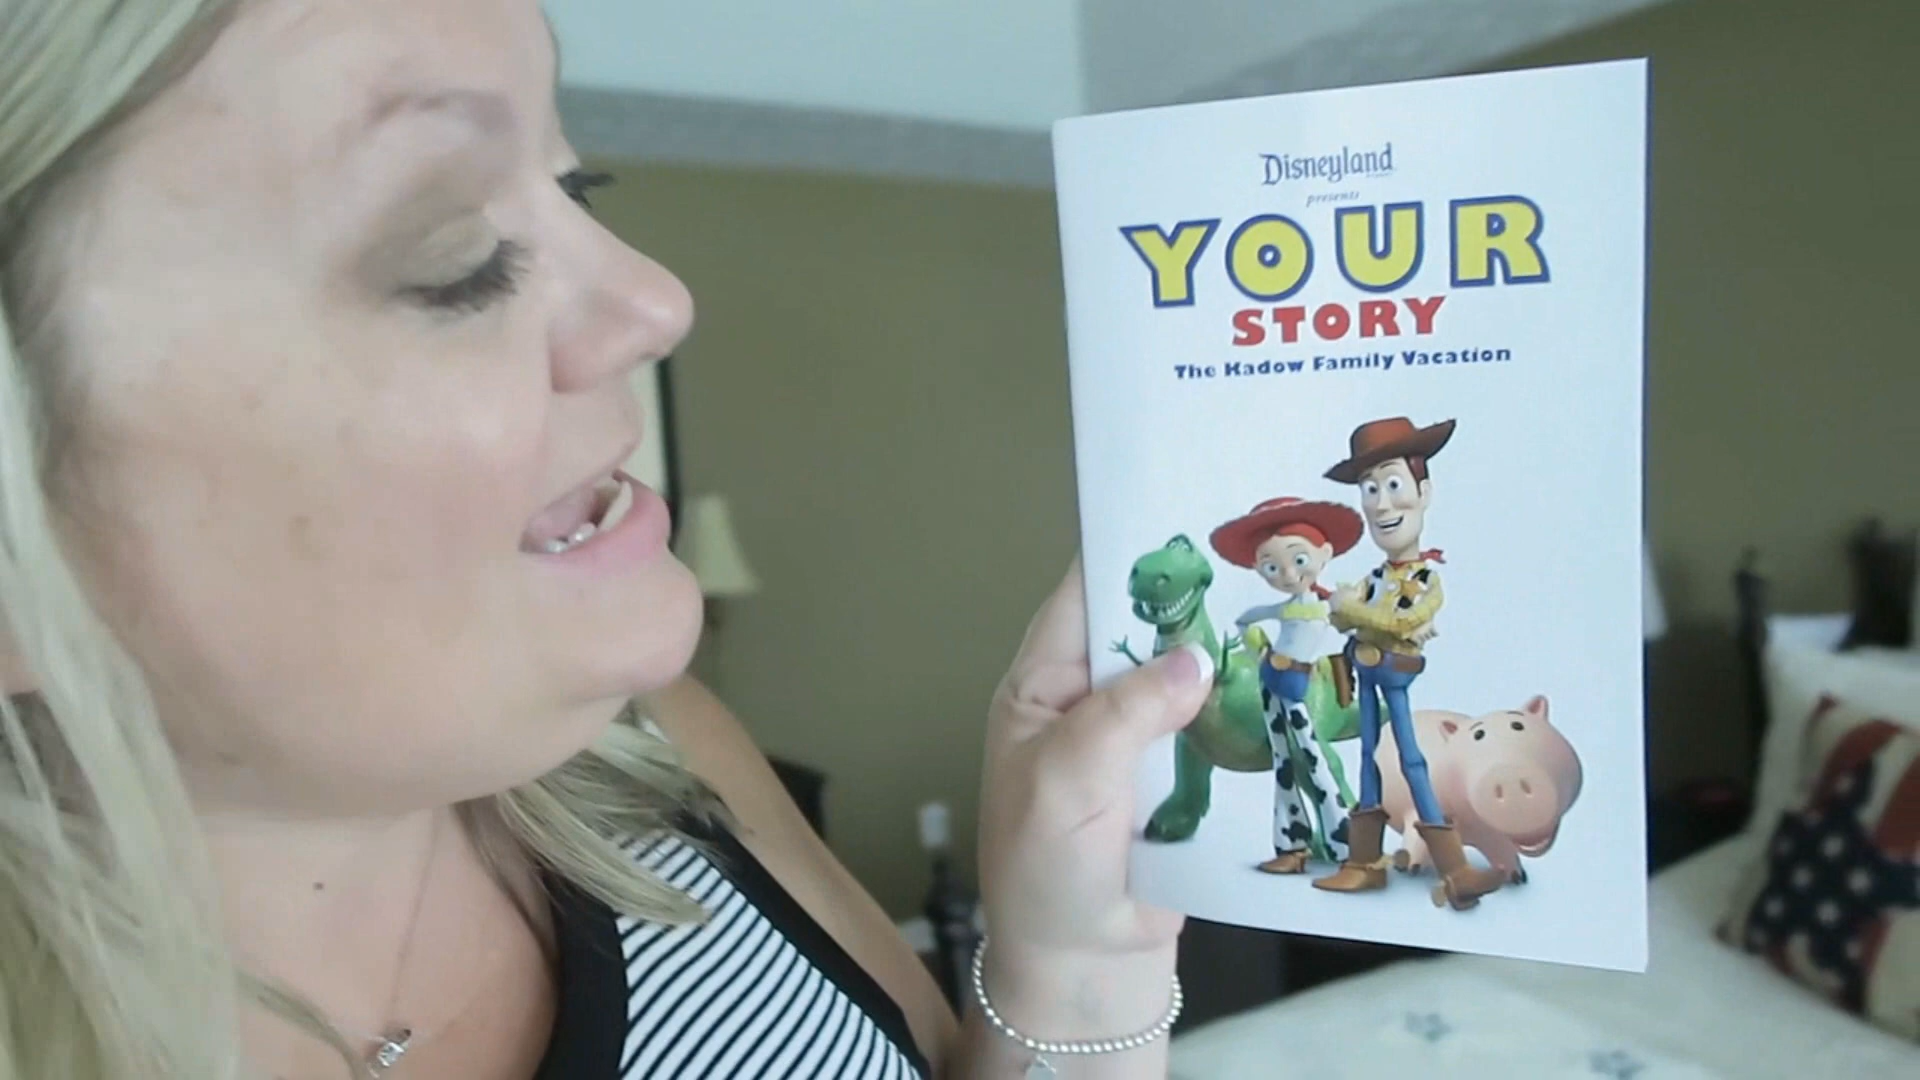 Disneyland
presents
YOUR
STORY
The Kadow Family Vacation